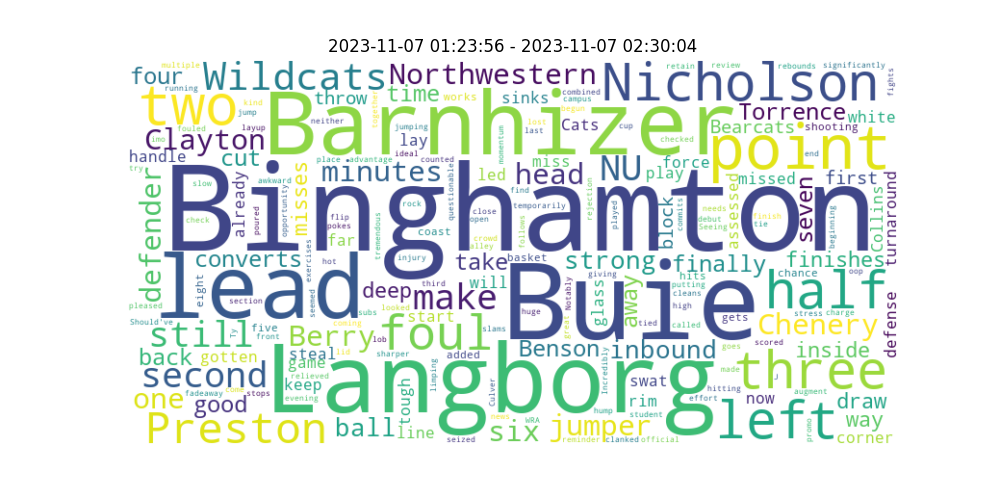 2023-11-07 01:23:56 - 2023-11-07 02:30:04
multiple
four
running
Wildcats
Northwestern
Nicholson
retain
review
rebounds
significantly
fights
two
kind
jump
Barnhizer
throw
time
works
sinks
combined
campus
begun
together
neither
jumping
lost
last
Cats
cup
checked
Torrence
white
Bearcats
shooting
Clayton
fouled
layup
imo
lay
ideal
momentum
point
end
handle
try
cut
place
advantage
counted
minutes
misses
led
miss
head
NU
play
force
missed
first
defender
slow
check
already
poured
awkward
opportunity
Binghamton
flip
pokes
tremendous
rock
questionable
close
open
find
temporarily
follows
played
rejection
block
commits
assessed
needs
debut
Seeing
finish
tie
seven
beginning
Collins
turnaround
far
coast
crowd
alley
injury
basket
converts
exercises
hot
take
strong
finally
finishes
chance
oop
pleased
lead
eight
section
seemed
subs
deep
third
looked
make
will
huge
Notably
great
giving
glass
tied
away
hits
putting
cleans
high
called
half
stress
charge
Should've
Buie
gets
scored
Chenery
defense
still
Ty
five
front
Berry
coming
lob
foul
start
slams
Benson
inbound
goes
inside
back
gotten
steal
lid
game
sharper
added
Incredibly
swat
made
J
three
second
relieved
keep
limping
Culver
rim
hitting
now
augment
one
come
fadeaway
stops
good
evening
Langborg
tough
hump
student
effort
left
draw
way
promo
corner
Preston
ball
line
seized
six
news
WRA
reminder
jumper
clanked
official